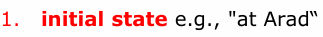 1. initial state e.g., "at Arad‟